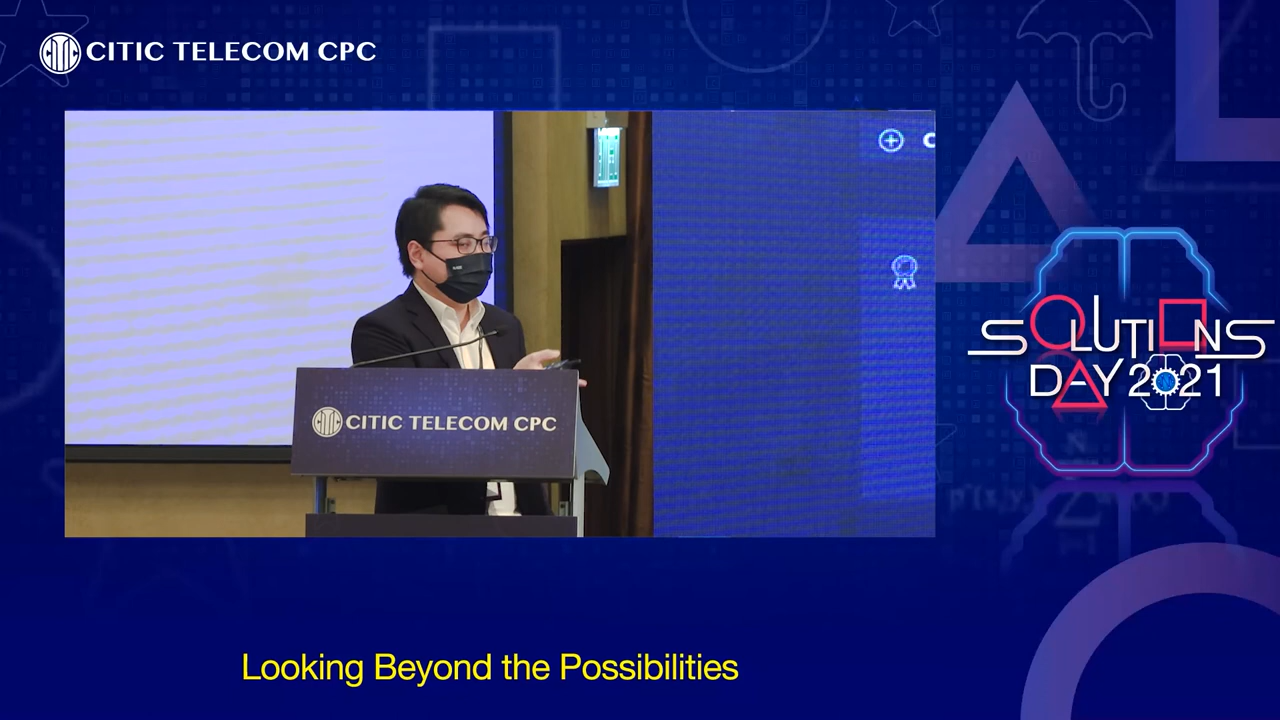 CITIC TELECOM CPC
CITIC TELECOM CPC
SOLUTIONS
DAY 2021
Looking Beyond the Possibilities